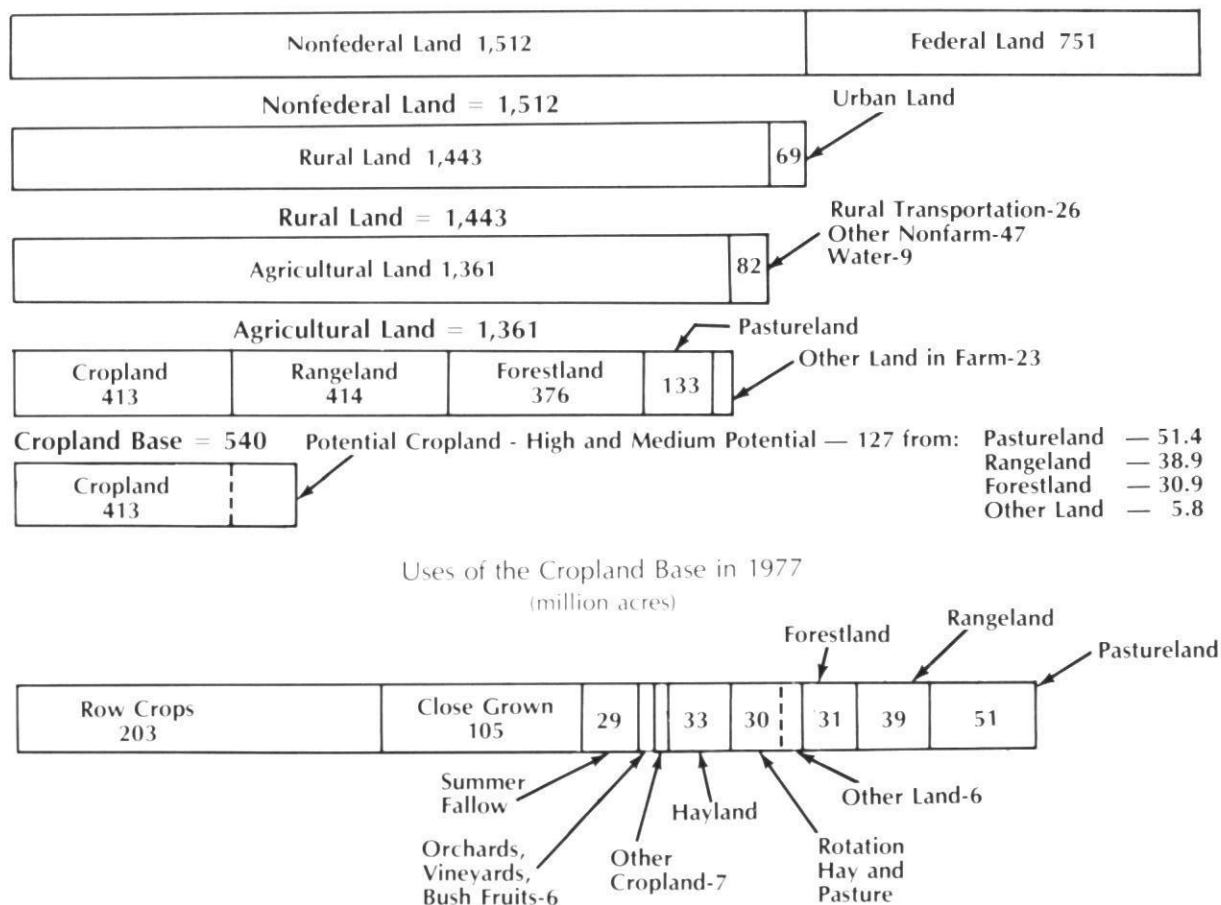 Nonfederal Land 1,512
Federal Land 751
Nonfederal Land = 1,512
Urban Land
Rural Land 1,443
69
Rural Land = 1,443
Rural Transportation-26
Other Nonfarm-47
Water-9
Agricultural Land 1,361
82
Agricultural Land = 1,361
Pastureland
Cropland
413
Rangeland
414
Forestland
376
133
Other Land in Farm-23
Cropland Base = 540
Potential Cropland - High and Medium Potential — 127 from:
Pastureland — 51.4
Rangeland — 38.9
Forestland — 30.9
Other Land — 5.8
Cropland
413
Uses of the Cropland Base in 1977
(million acres)
Forestland
Rangeland
Pastureland
Row Crops
203
Close Grown
105
29
33
30
31
39
51
Summer
Fallow
Orchards,
Vineyards,
Bush Fruits-6
Other
Cropland-7
Hayland
Rotation
Hay and
Pasture
Other Land-6